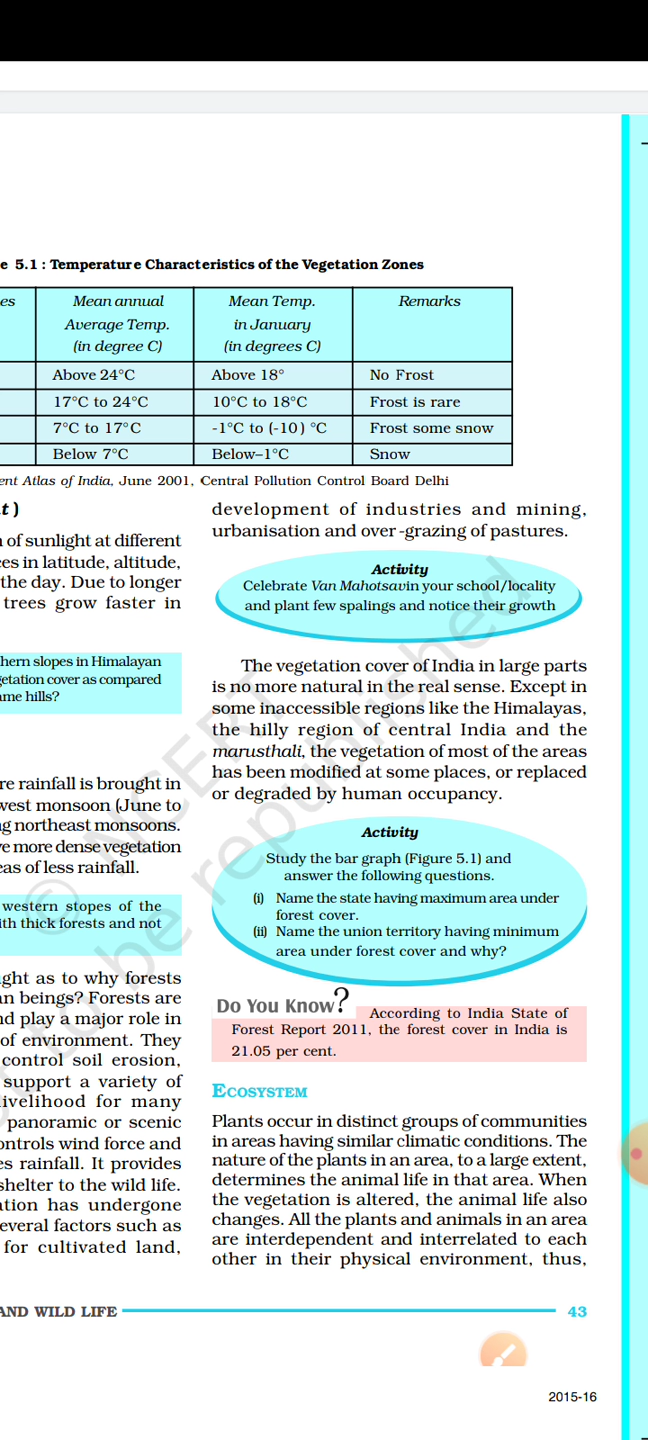 e 5.1 : Temperature Characteristics of the Vegetation Zones
es Mean annual Mean Temp. Remarks
Average Temp. in January
(in degree C) (in degrees C)
Above 24°C Above 18° No Frost
17°C to 24°C 10°C to 18°C Frost is rare
7°C to 17°C -1°C to (-10) °C Frost some snow
Below 7°C Below–1°C Snow
ent Atlas of India, June 2001, Central Pollution Control Board Delhi
t)
n of sunlight at different
ces in latitude, altitude,
the day. Due to longer
trees grow faster in
hern slopes in Himalayan
getation cover as compared
ame hills?
re rainfall is brought in
west monsoon (June to
ng northeast monsoons.
ve more dense vegetation
eas of less rainfall.
western stopes of the
ith thick forests and not
ught as to why forests
an beings? Forests are
nd play a major role in
of environment. They
control soil erosion,
support a variety of
livelihood for many
panoramic or scenic
ontrols wind force and
es rainfall. It provides
shelter to the wild life.
ation has undergone
everal factors such as
for cultivated land,
development of industries and mining,
urbanisation and over-grazing of pastures.
Activity
Celebrate Van Mahotsavin your school/locality
and plant few spalings and notice their growth
The vegetation cover of India in large parts
is no more natural in the real sense. Except in
some inaccessible regions like the Himalayas,
the hilly region of central India and the
marusthali, the vegetation of most of the areas
has been modified at some places, or replaced
or degraded by human occupancy.
Activity
Study the bar graph (Figure 5.1) and
answer the following questions.
(i) Name the state having maximum area under
forest cover.
(ii) Name the union territory having minimum
area under forest cover and why?
Do You Know? According to India State of
Forest Report 2011, the forest cover in India is
21.05 per cent.
ECOSYSTEM
Plants occur in distinct groups of communities
in areas having similar climatic conditions. The
nature of the plants in an area, to a large extent,
determines the animal life in that area. When
the vegetation is altered, the animal life also
changes. All the plants and animals in an area
are interdependent and interrelated to each
other in their physical environment, thus,
AND WILD LIFE 43
2015-16
© NCERT
t to be republished